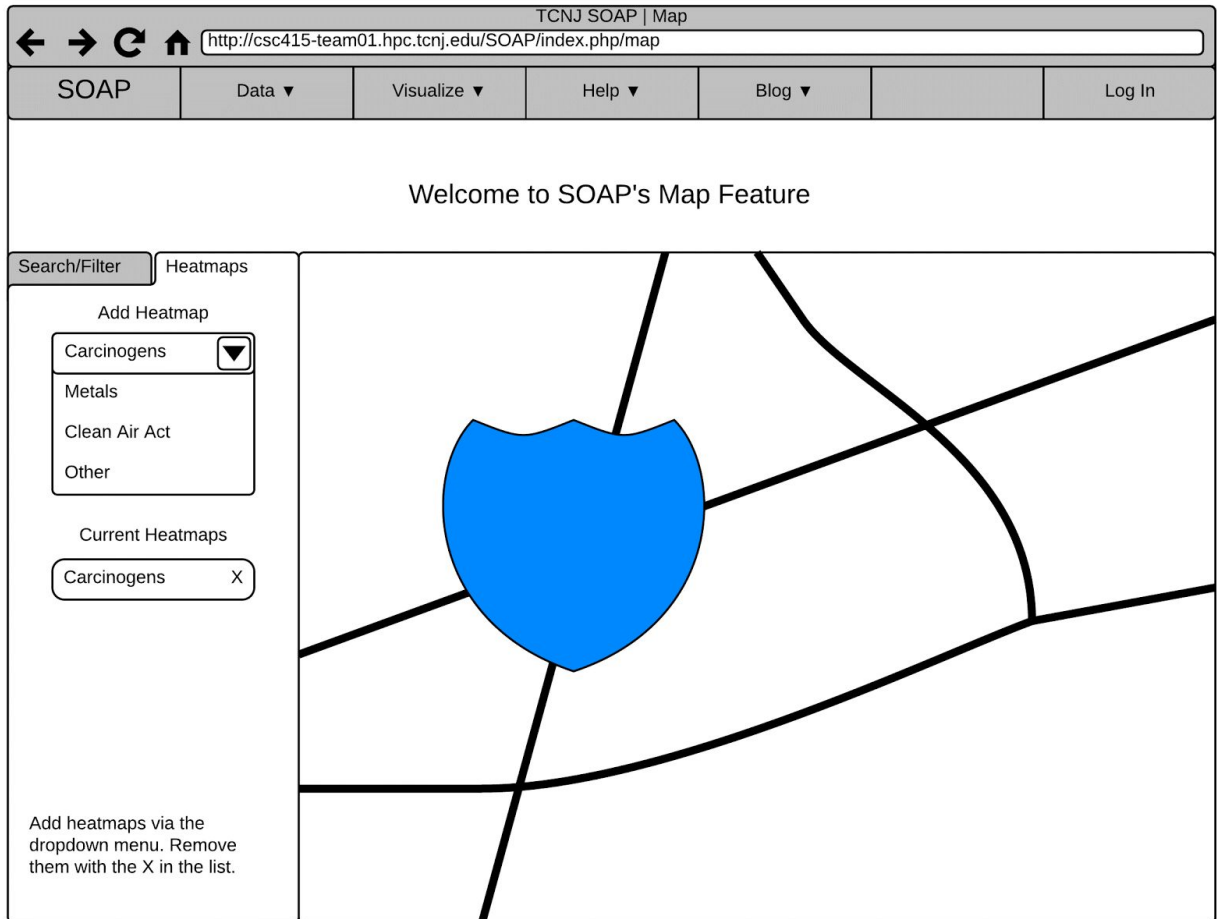 TCNJ SOAP | Map
http://csc415-team01.hpc.tcnj.edu/SOAP/index.php/map
SOAP Data ▼ Visualize ▼ Help ▼ Blog ▼ Log In
Welcome to SOAP's Map Feature
Search/Filter Heatmaps
Add Heatmap
Carcinogens ▼
Metals
Clean Air Act
Other
Current Heatmaps
Carcinogens X
Add heatmaps via the
dropdown menu. Remove
them with the X in the list.